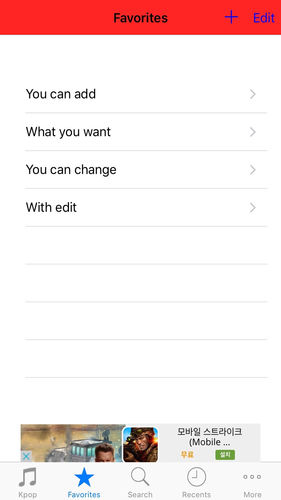 Favorites
Edit
You can add
What you want
You can change
With edit
모바일 스트라이크
(Mobile ...
무료
설치
Kpop
Favorites
Search
Recents
More